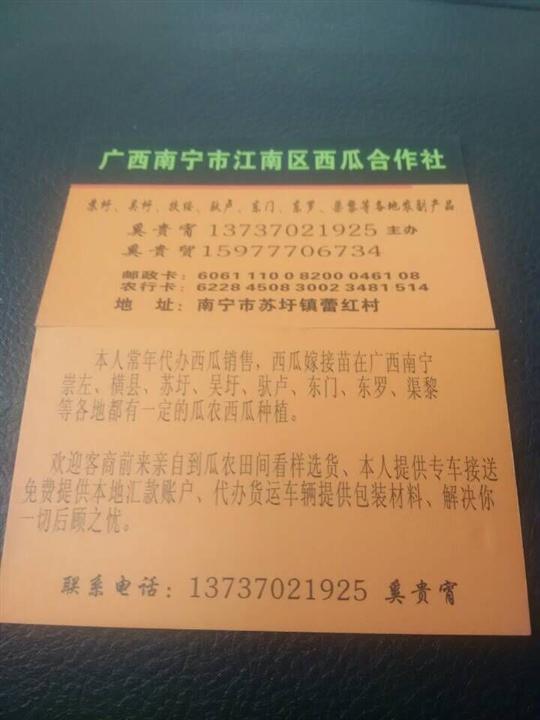 广西南宁市江南区西瓜合作社
苏圩、吴圩、扶绥、驮卢、东门、东罗、渠黎等各地农副产品
奚贵宵 13737021925 主办
奚贵贺 15977706734
邮政卡：6061 110 0 8200 0461 08
农行卡：6228 4508 3002 3481 514
地 址：南宁市苏圩镇蕾红村
本人常年代办西瓜销售，西瓜嫁接苗在广西南宁
崇左、横县、苏圩、吴圩、驮卢、东门、东罗、渠黎
等各地都有一定的瓜农西瓜种植。
欢迎客商前来亲自到瓜农田间看样选货、本人提供专车接送
免费提供本地汇款账户、代办货运车辆提供包装材料、解决你
一切后顾之忧。
联系电话：13737021925 奚贵宵